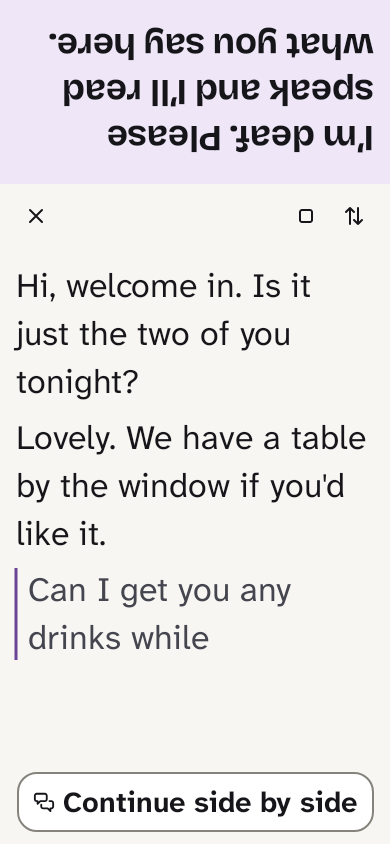 I'm deaf. Please
speak and I'll read
what you say here.
Hi, welcome in. Is it
just the two of you
tonight?
Lovely. We have a table
by the window if you'd
like it.
Can I get you any
drinks while
Continue side by side